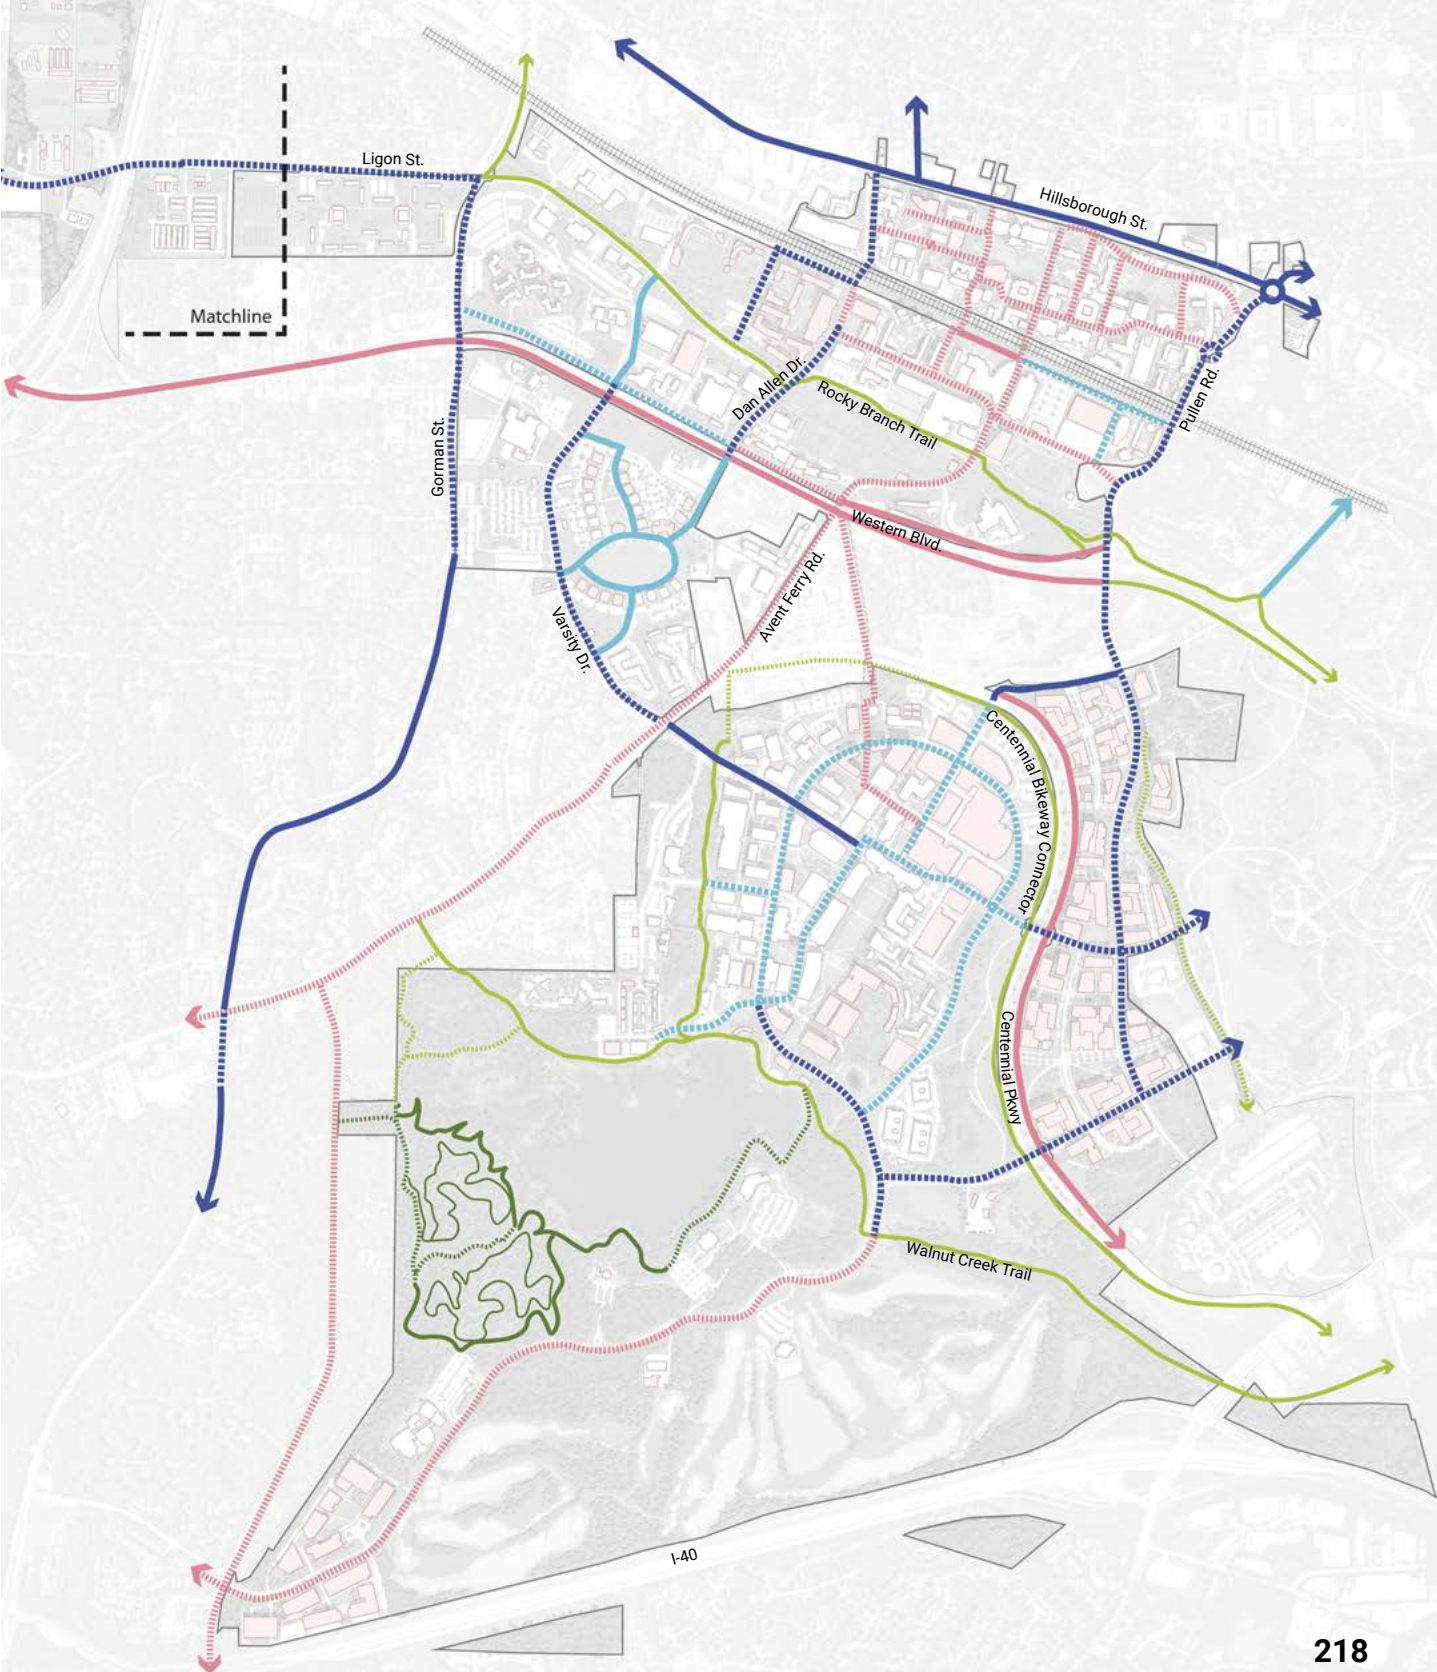 Ligon St.
Hillsborough St.
Matchline
Pullen Rd.
Dan Allen Dr.
Rocky Branch Trail
Gorman St.
Western Blvd.
Avent Ferry Rd.
Varsity Dr.
Centennial Bikeway Connector
Centennial Pkwy
Walnut Creek Trail
I-40
218